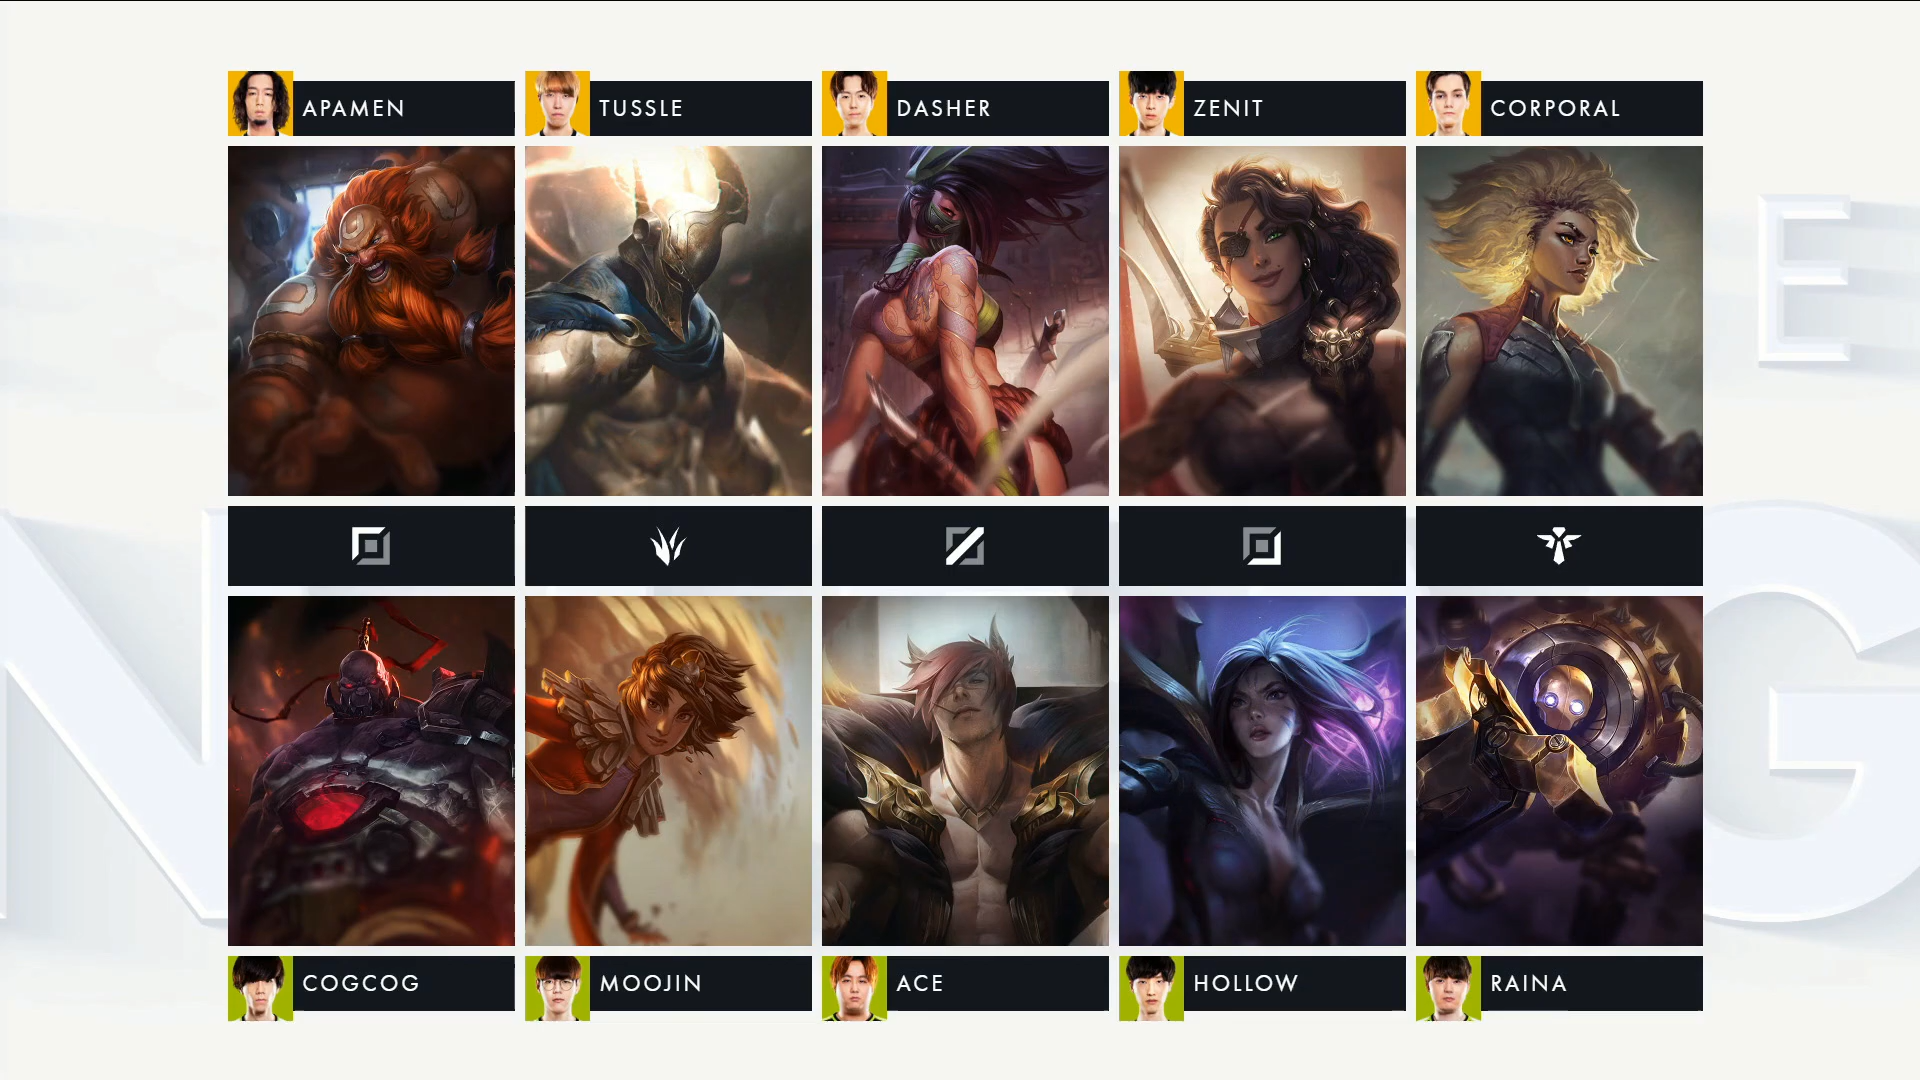 APAMEN
TUSSLE
DASHER
ZENIT
CORPORAL
E
N
G
COGCOG
MOOJIN
ACE
HOLLOW
RAINA